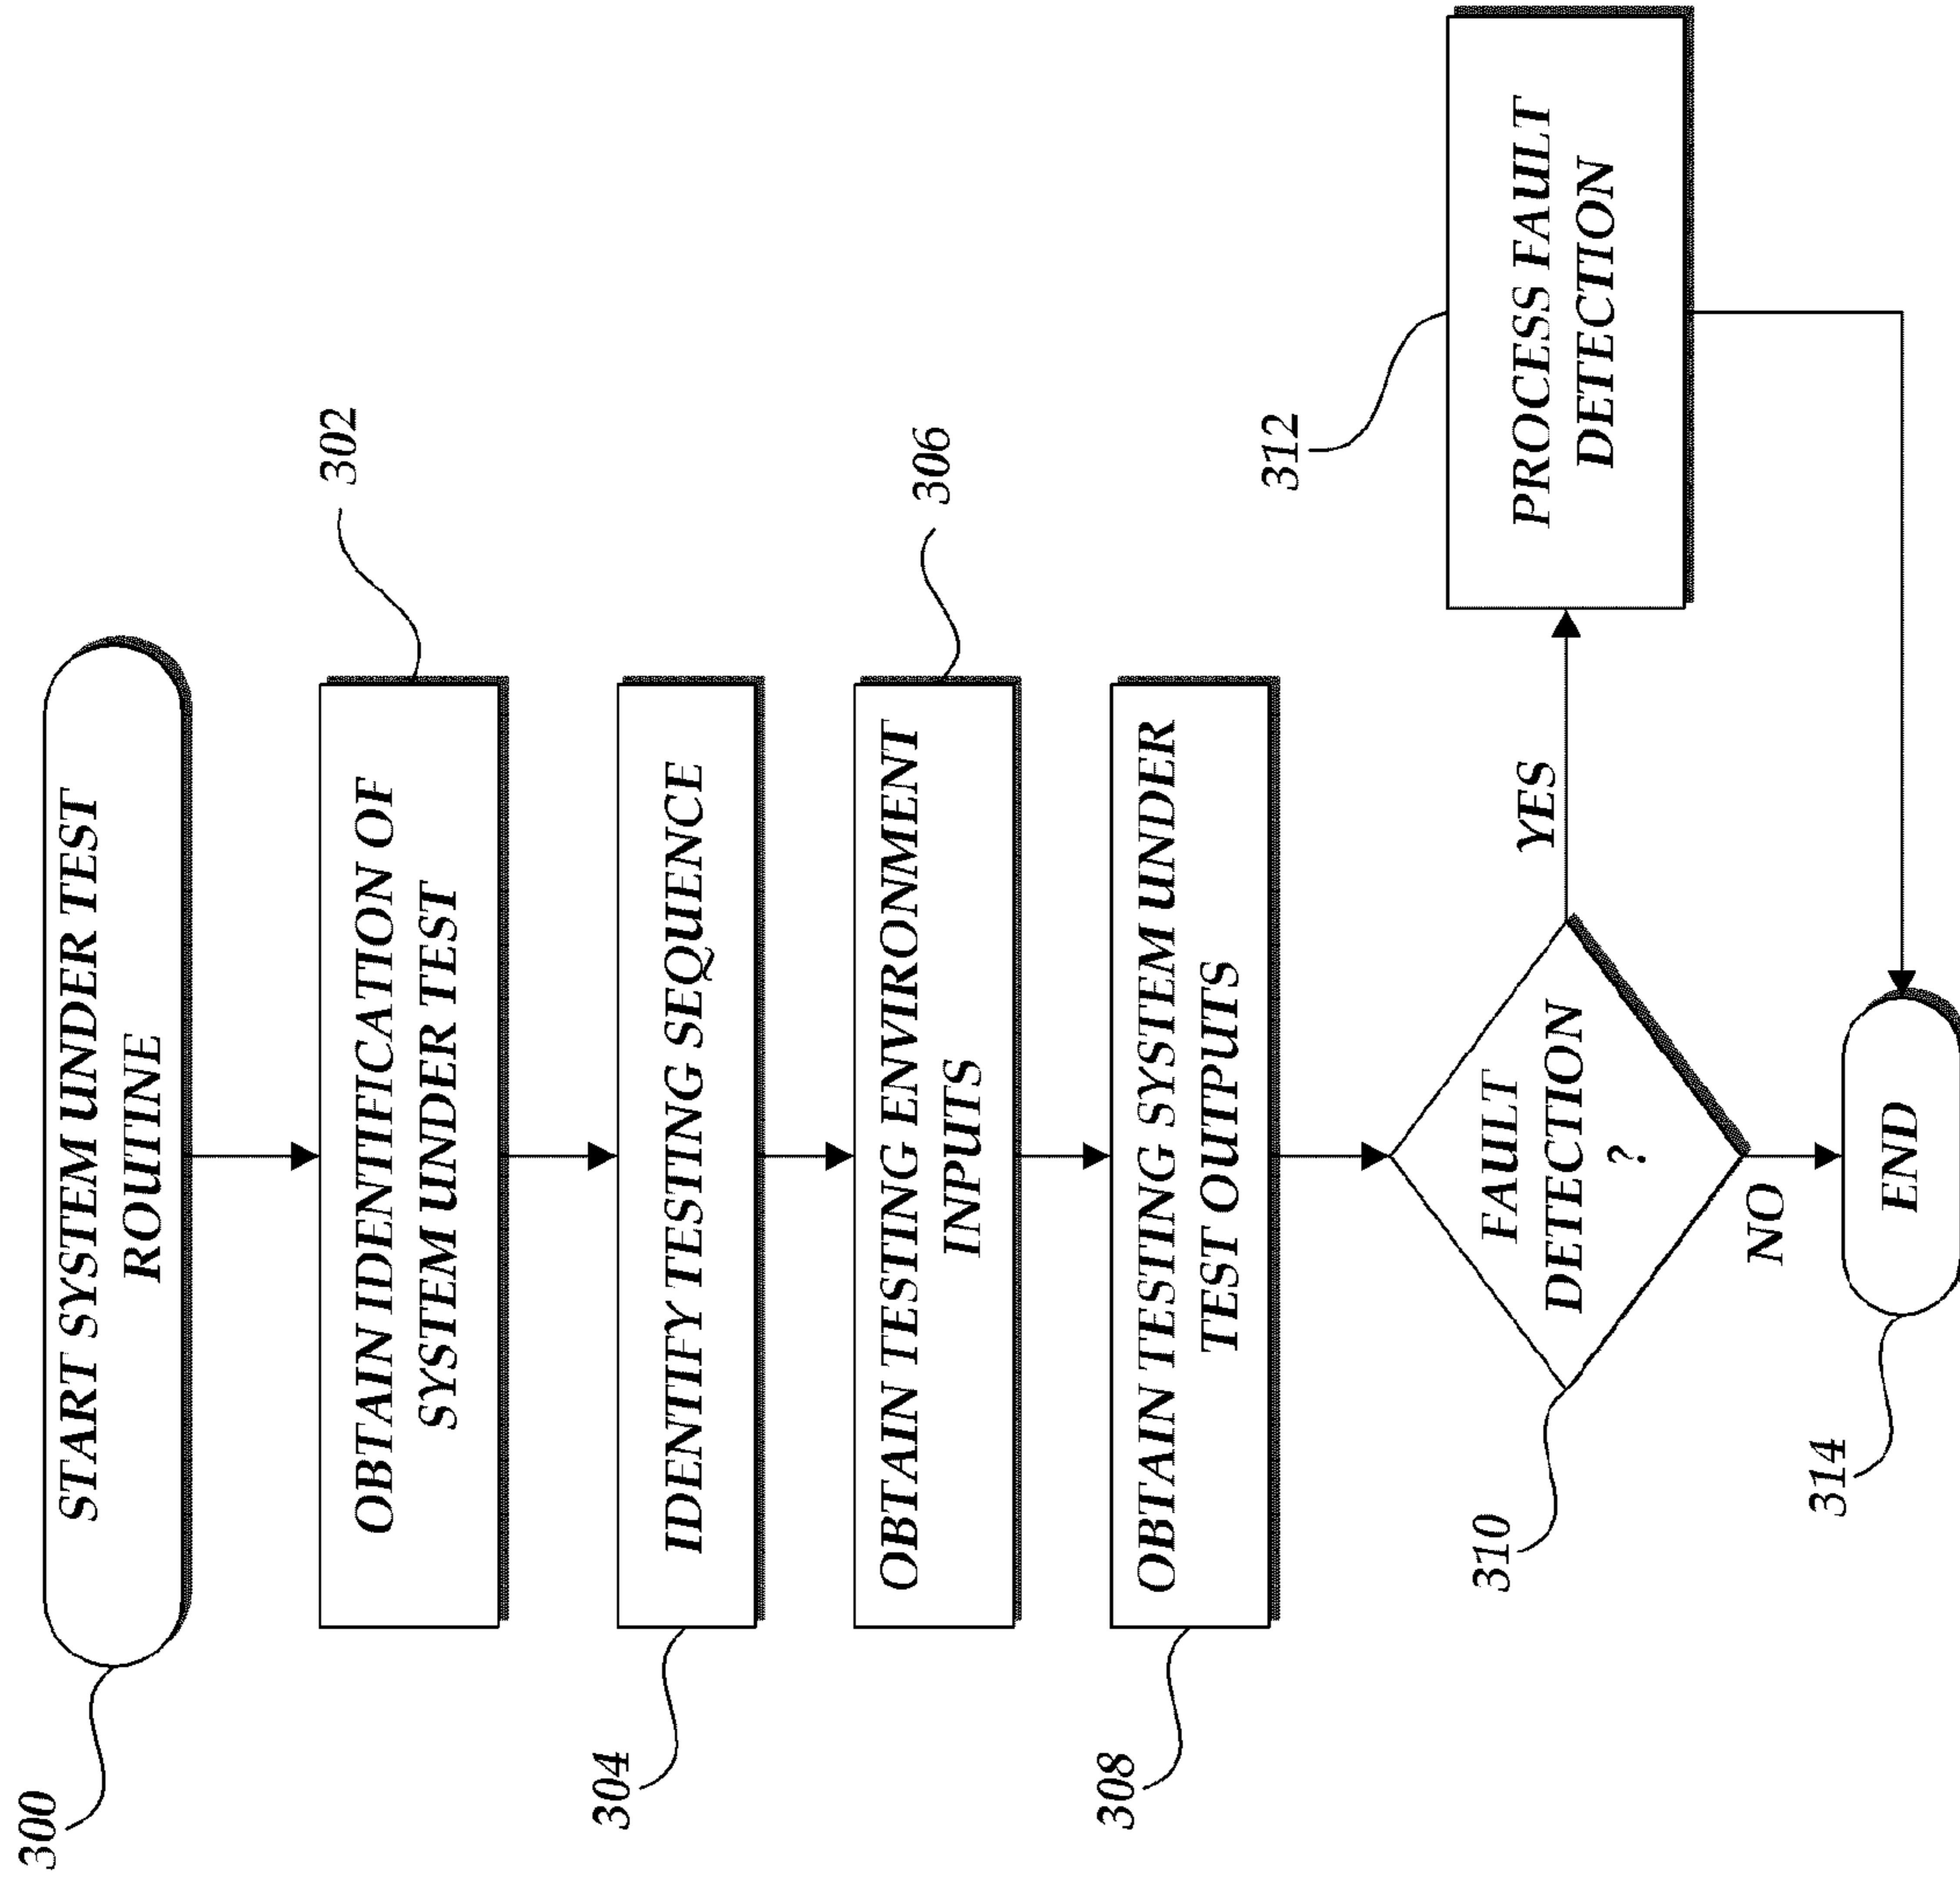 300
START SYSTEM UNDER TEST
ROUTINE
302
OBTAIN IDENTIFICATION OF
SYSTEM UNDER TEST
304
IDENTIFY TESTING SEQUENCE
306
OBTAIN TESTING ENVIRONMENT
INPUTS
308
OBTAIN TESTING SYSTEM UNDER
TEST OUTPUTS
310
FAULT
DETECTION
?
YES
312
PROCESS FAULT
DETECTION
NO
314
END